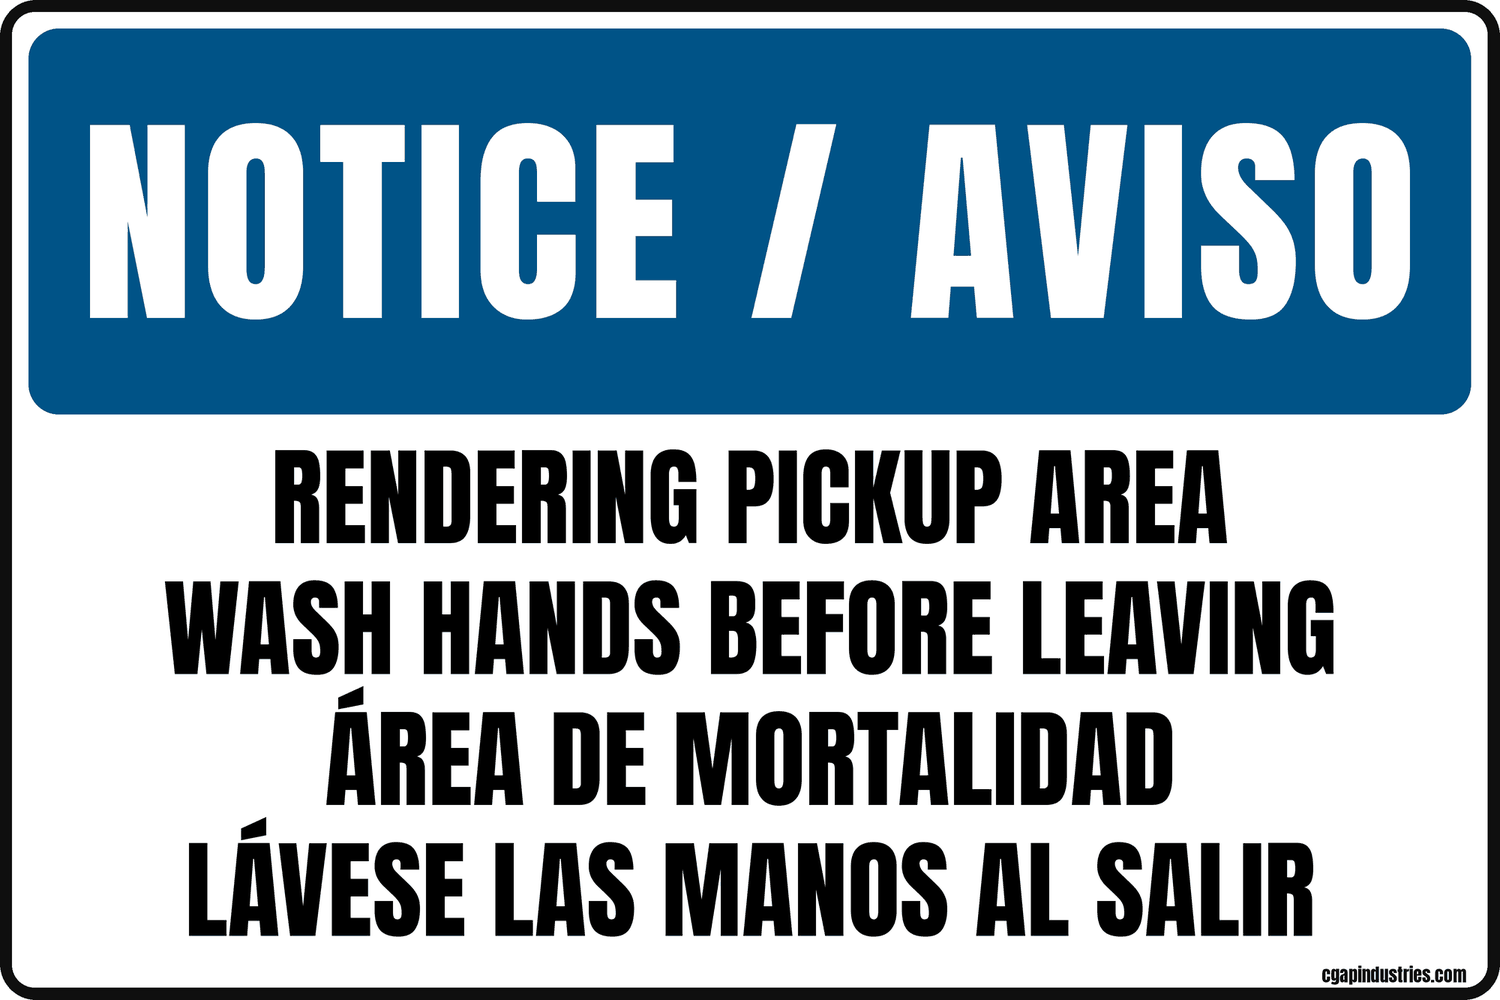 NOTICE / AVISO
RENDERING PICKUP AREA
WASH HANDS BEFORE LEAVING
ÁREA DE MORTALIDAD
LÁVESE LAS MANOS AL SALIR
cgapindustries.com